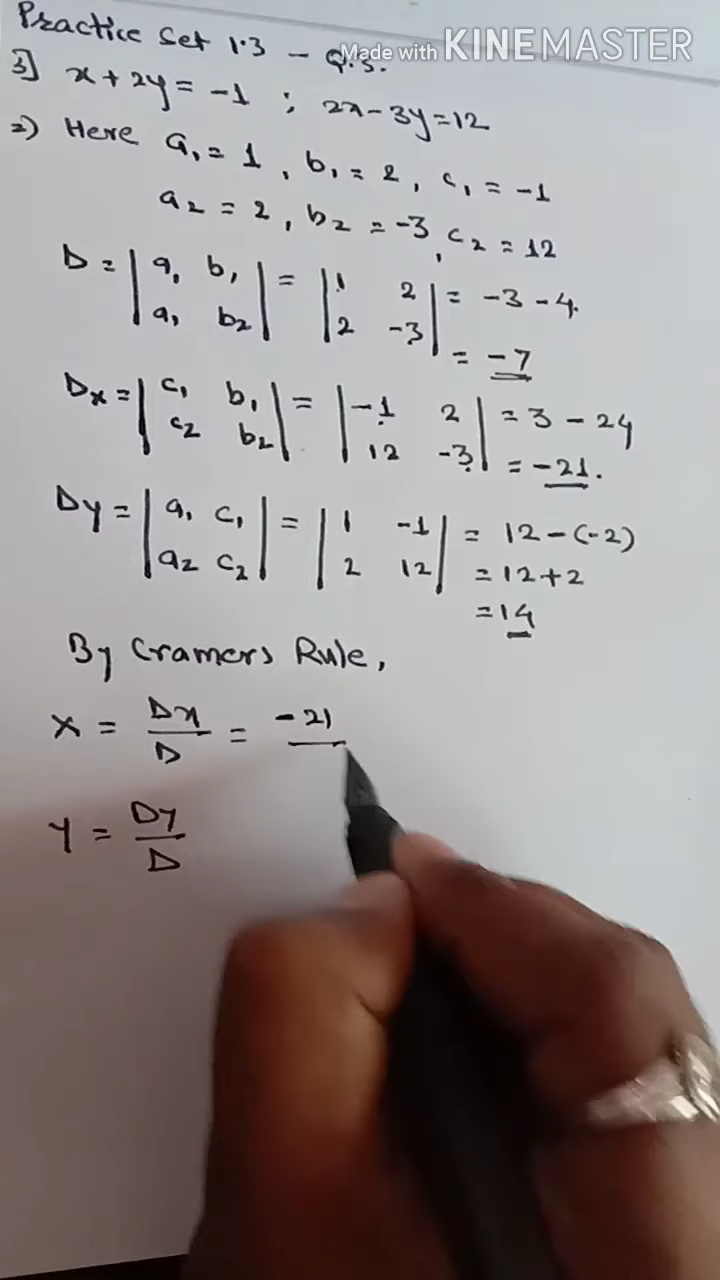 Practice Set 1.3 - Q.3.
Made with KINEMASTER
3] x + 2y = -1 ; 2x - 3y = 12
=) Here a₁ = 1 , b₁ = 2 , c₁ = -1
a₂ = 2 , b₂ = -3 , c₂ = 12
D = | a₁ b₁ | = | 1 2 | = -3 - 4
| a₁ b₂ | | 2 -3 |
= -7
Dx = | c₁ b₁ | = | -1 2 | = 3 - 24
| c₂ b₂ | | 12 -3 | = -21.
Dy = | a₁ c₁ | = | 1 -1 | = 12 - (-2)
| a₂ c₂ | | 2 12 | = 12 + 2
= 14
By Cramers Rule,
x = Dx/D = -21
y = Dy/D